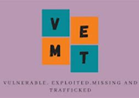 V E
M T
VULNERABLE, EXPLOITED MISSING AND
TRAFFICKED